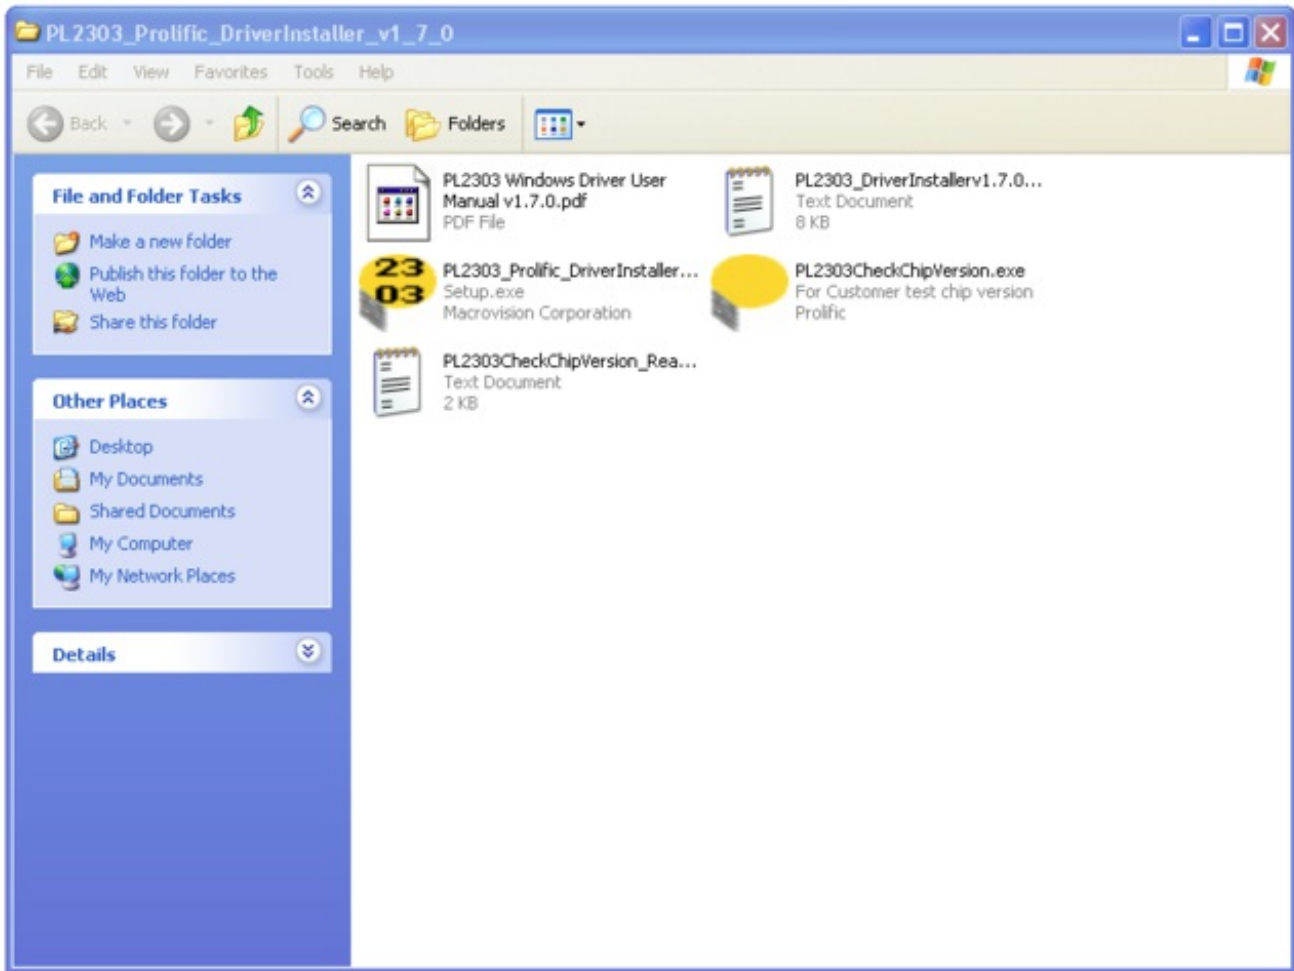 PL2303_Prolific_DriverInstaller_v1_7_0
File Edit View Favorites Tools Help
Back Search Folders
File and Folder Tasks
Make a new folder
Publish this folder to the
Web
Share this folder
Other Places
Desktop
My Documents
Shared Documents
My Computer
My Network Places
Details
PL2303 Windows Driver User
Manual v1.7.0.pdf
PDF File
PL2303_DriverInstallerv1.7.0...
Text Document
8 KB
23
03
PL2303_Prolific_DriverInstaller...
Setup.exe
Macrovision Corporation
PL2303CheckChipVersion.exe
For Customer test chip version
Prolific
PL2303CheckChipVersion_Rea...
Text Document
2 KB